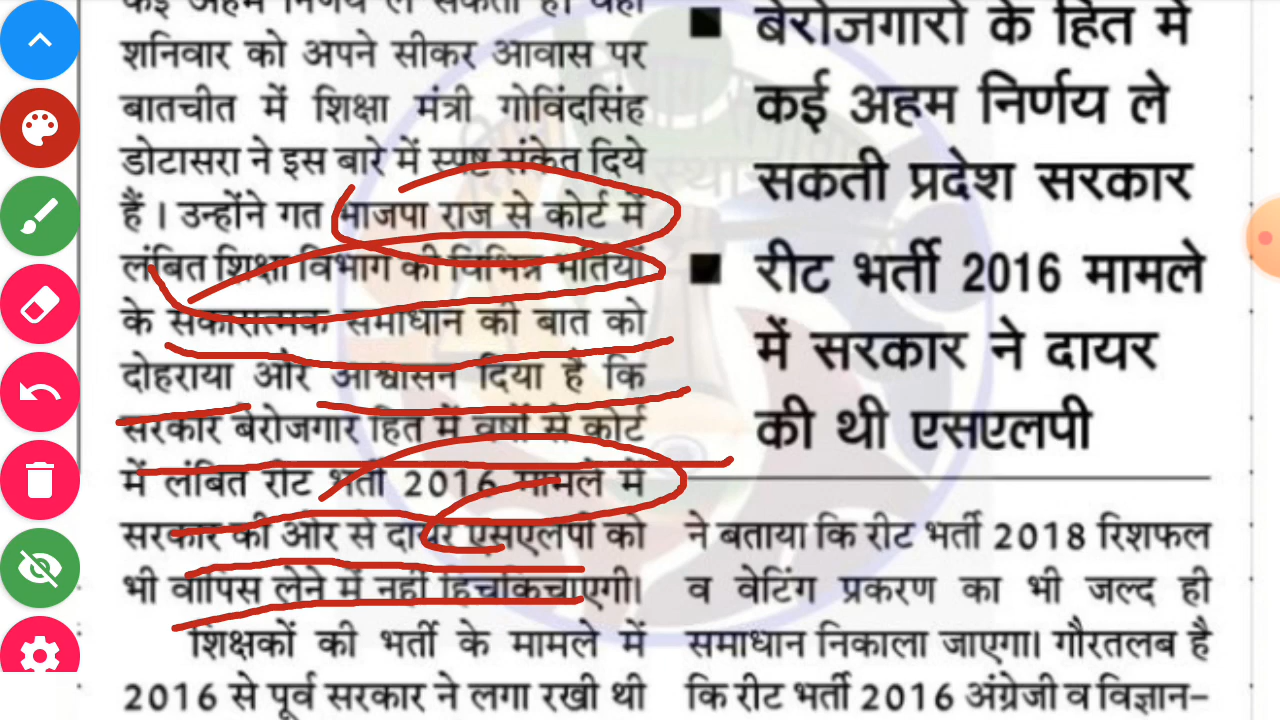 कई अहम निर्णय ले सकती है। यहां
शनिवार को अपने सीकर आवास पर
बातचीत में शिक्षा मंत्री गोविंदसिंह
डोटासरा ने इस बारे में स्पष्ट संकेत दिये
हैं। उन्होंने गत भाजपा राज से कोर्ट में
लंबित शिक्षा विभाग की विभिन्न भर्तियों
के सकारात्मक समाधान की बात को
दोहराया और आश्वासन दिया है कि
सरकार बेरोजगार हित में वर्षों से कोर्ट
में लंबित रीट भर्ती 2016 मामले में
सरकार की ओर से दायर एसएलपी को
भी वापिस लेने में नहीं हिचकिचाएगी।
शिक्षकों की भर्ती के मामले में
2016 से पूर्व सरकार ने लगा रखी थी
■ बेरोजगारों के हित में
कई अहम निर्णय ले
सकती प्रदेश सरकार
■ रीट भर्ती 2016 मामले
में सरकार ने दायर
की थी एसएलपी
ने बताया कि रीट भर्ती 2018 रिशफल
व वेटिंग प्रकरण का भी जल्द ही
समाधान निकाला जाएगा। गौरतलब है
कि रीट भर्ती 2016 अंग्रेजी व विज्ञान-